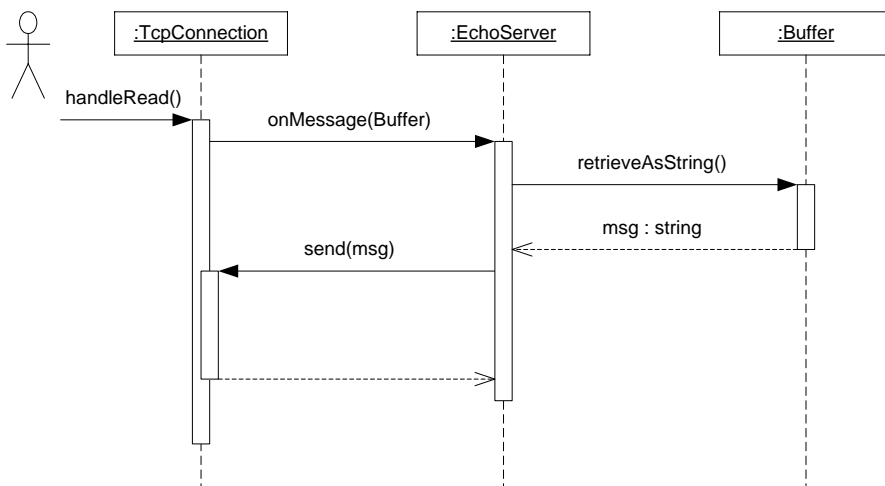 :TcpConnection
:EchoServer
:Buffer
handleRead()
onMessage(Buffer)
retrieveAsString()
msg : string
send(msg)